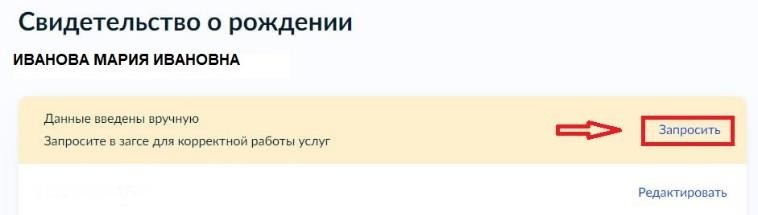 Свидетельство о рождении
ИВАНОВА МАРИЯ ИВАНОВНА
Данные введены вручную
Запросите в загсе для корректной работы услуг
Запросить
Редактировать